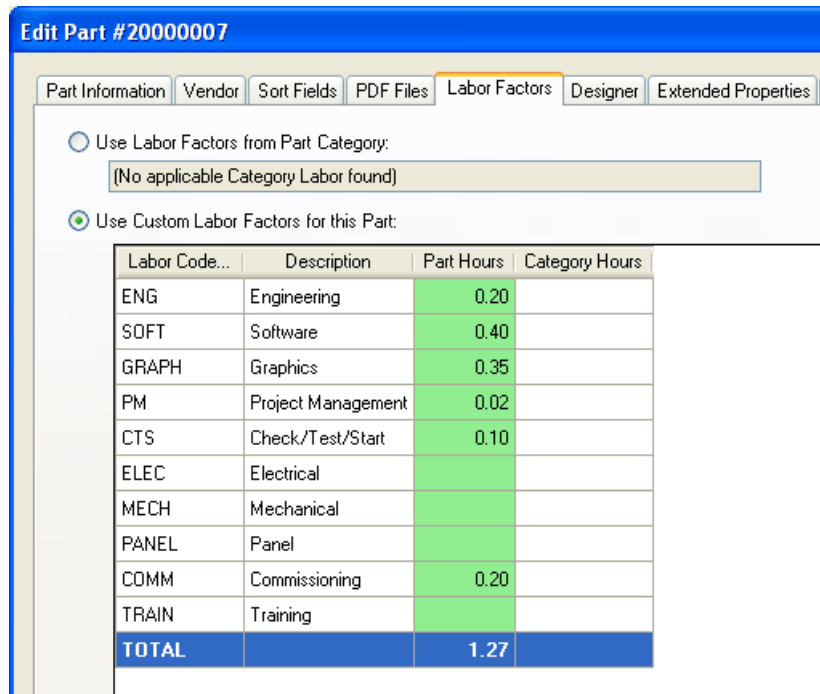 Edit Part #20000007
Part Information Vendor Sort Fields PDF Files Labor Factors Designer Extended Properties
Use Labor Factors from Part Category:
(No applicable Category Labor found)
Use Custom Labor Factors for this Part:
Labor Code... Description Part Hours Category Hours
ENG Engineering 0.20
SOFT Software 0.40
GRAPH Graphics 0.35
PM Project Management 0.02
CTS Check/Test/Start 0.10
ELEC Electrical
MECH Mechanical
PANEL Panel
COMM Commissioning 0.20
TRAIN Training
TOTAL 1.27